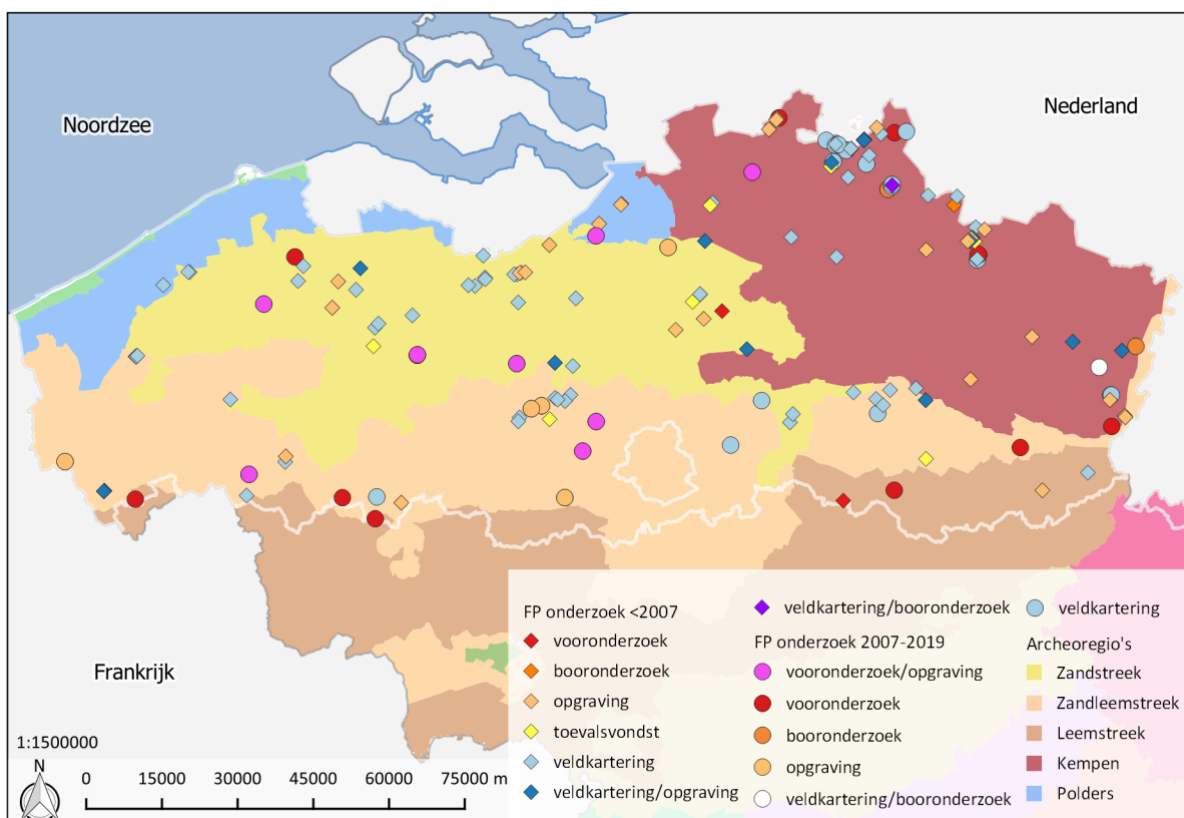 Noordzee
Nederland
Frankrijk
1:1500000
N
0 15000 30000 45000 60000 75000 m
FP onderzoek <2007
vooronderzoek
booronderzoek
opgraving
toevalsvondst
veldkartering
veldkartering/opgraving
veldkartering/booronderzoek
FP onderzoek 2007-2019
vooronderzoek/opgraving
vooronderzoek
booronderzoek
opgraving
veldkartering/booronderzoek
veldkartering
Archeoregio's
Zandstreek
Zandleemstreek
Leemstreek
Kempen
Polders